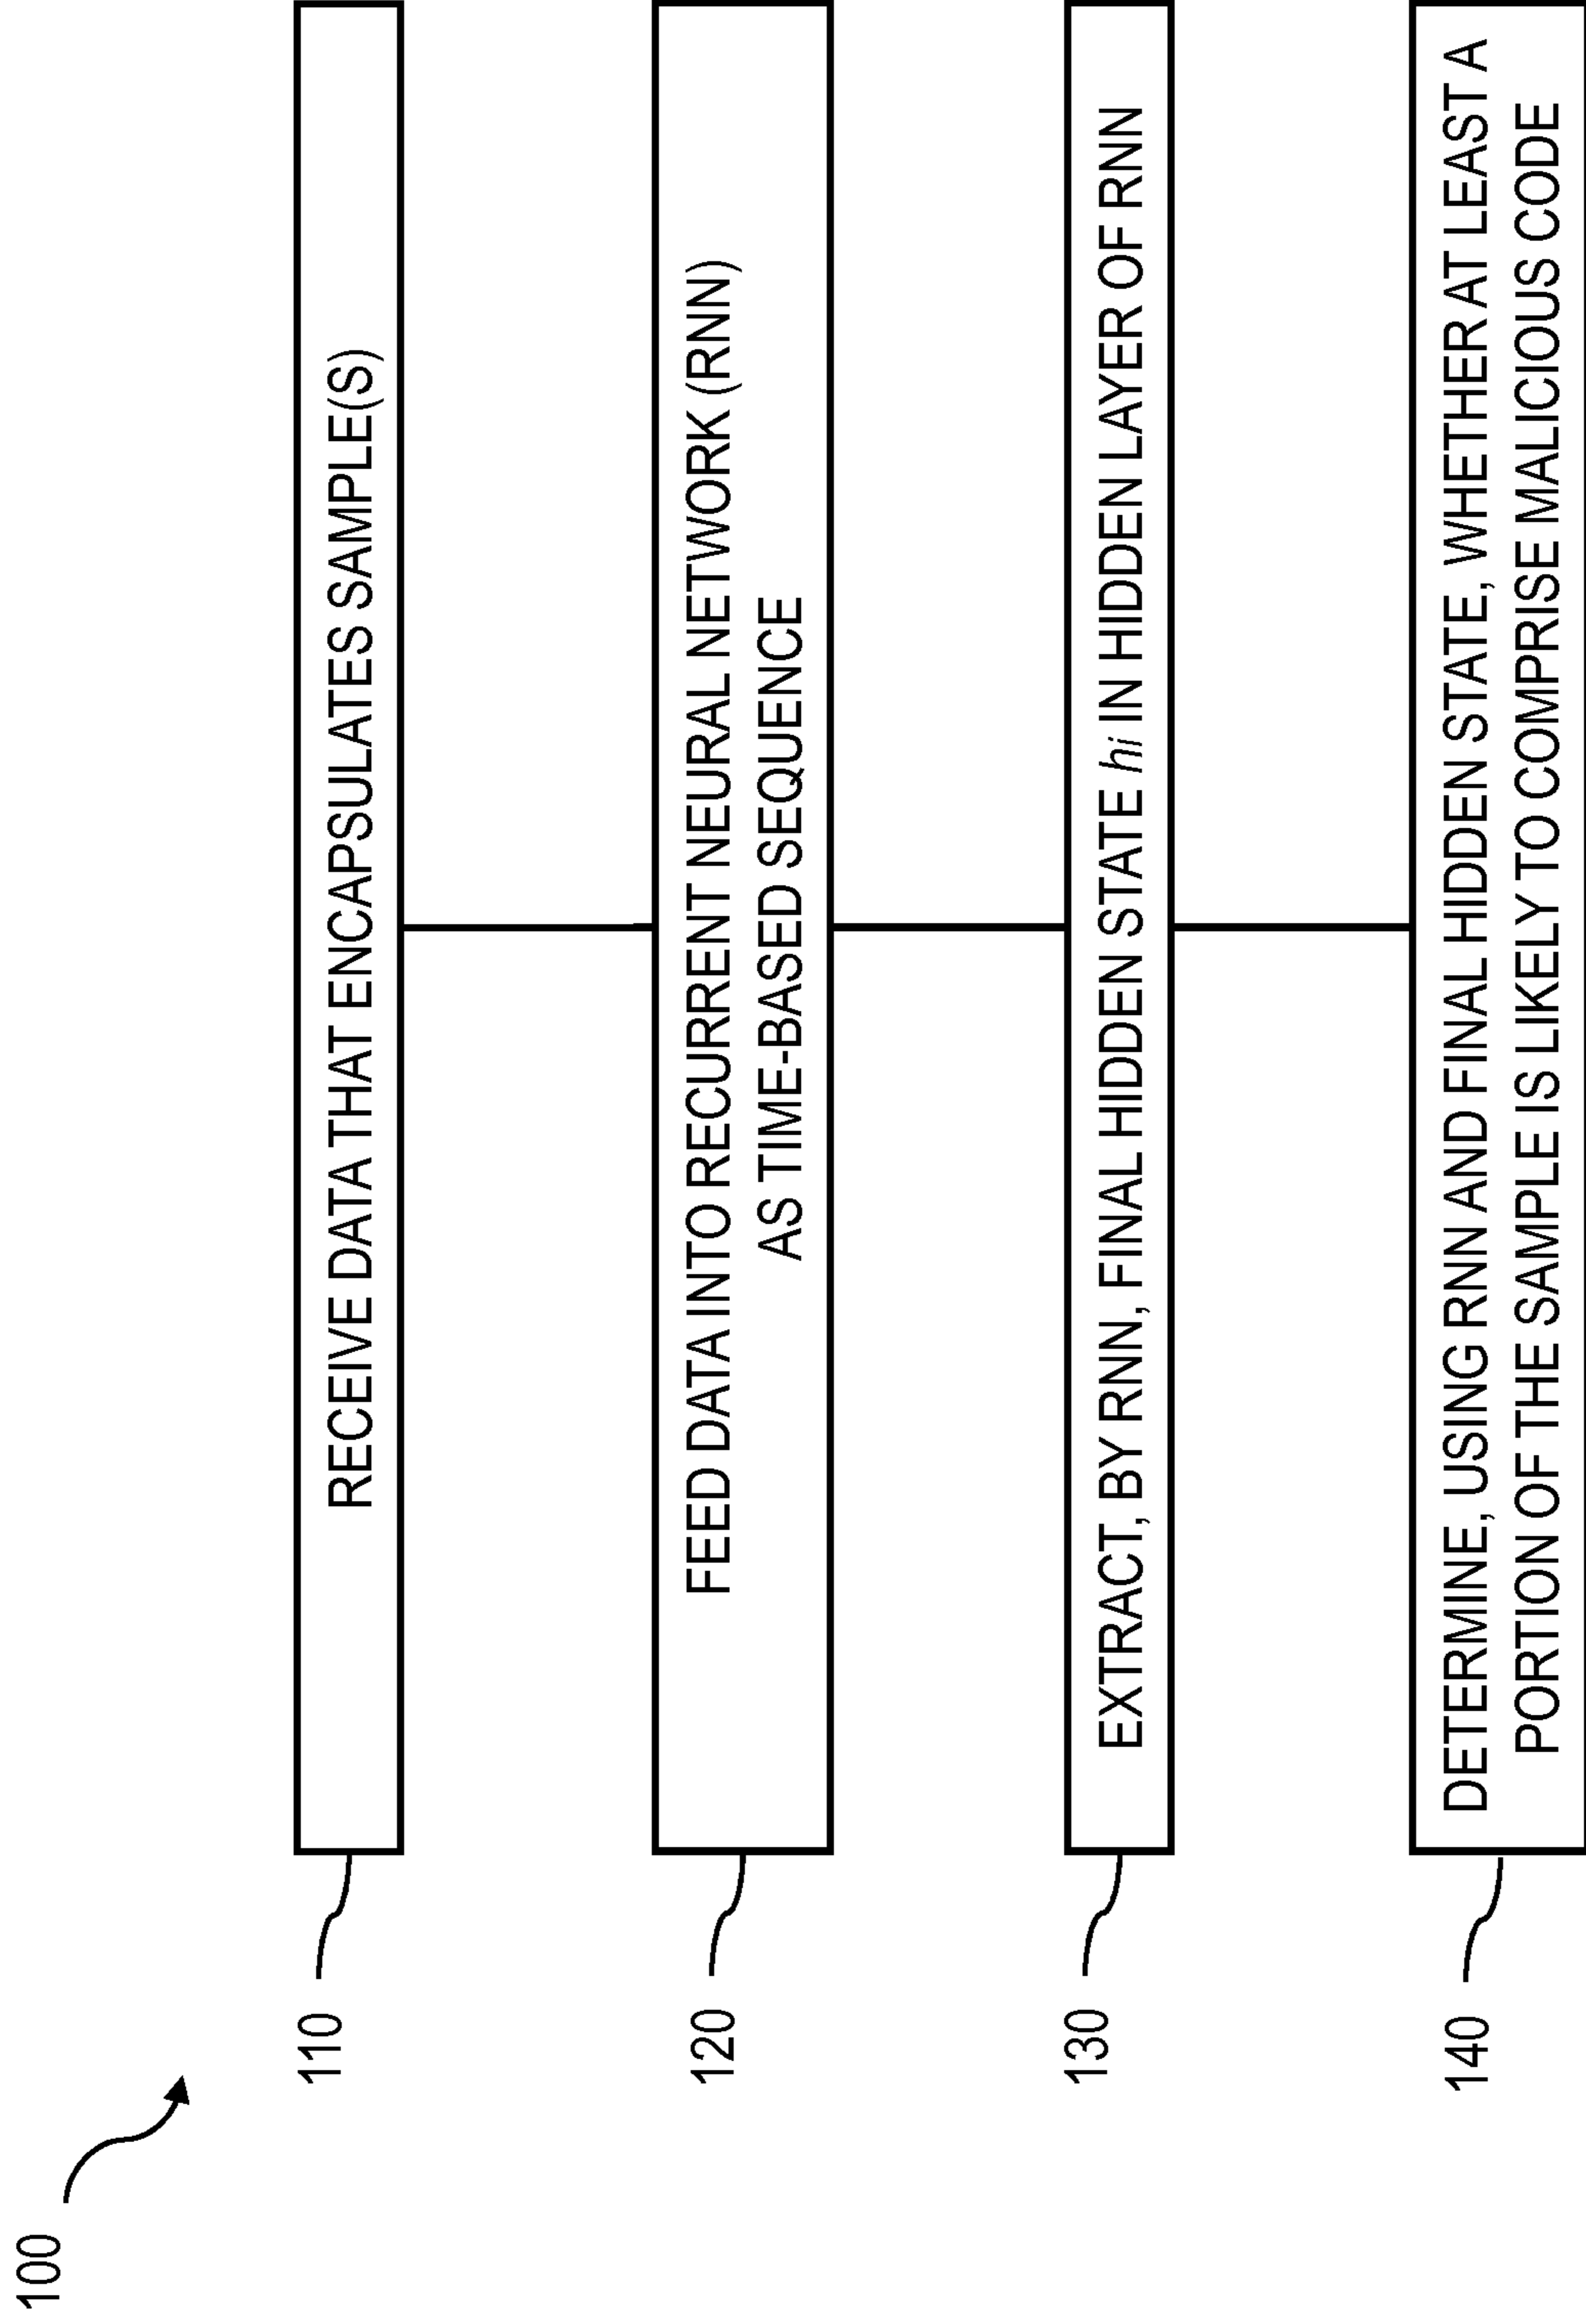 100
110
RECEIVE DATA THAT ENCAPSULATES SAMPLE(S)
120
FEED DATA INTO RECURRENT NEURAL NETWORK (RNN)
AS TIME-BASED SEQUENCE
130
EXTRACT, BY RNN, FINAL HIDDEN STATE hi IN HIDDEN LAYER OF RNN
140
DETERMINE, USING RNN AND FINAL HIDDEN STATE, WHETHER AT LEAST A
PORTION OF THE SAMPLE IS LIKELY TO COMPRISE MALICIOUS CODE